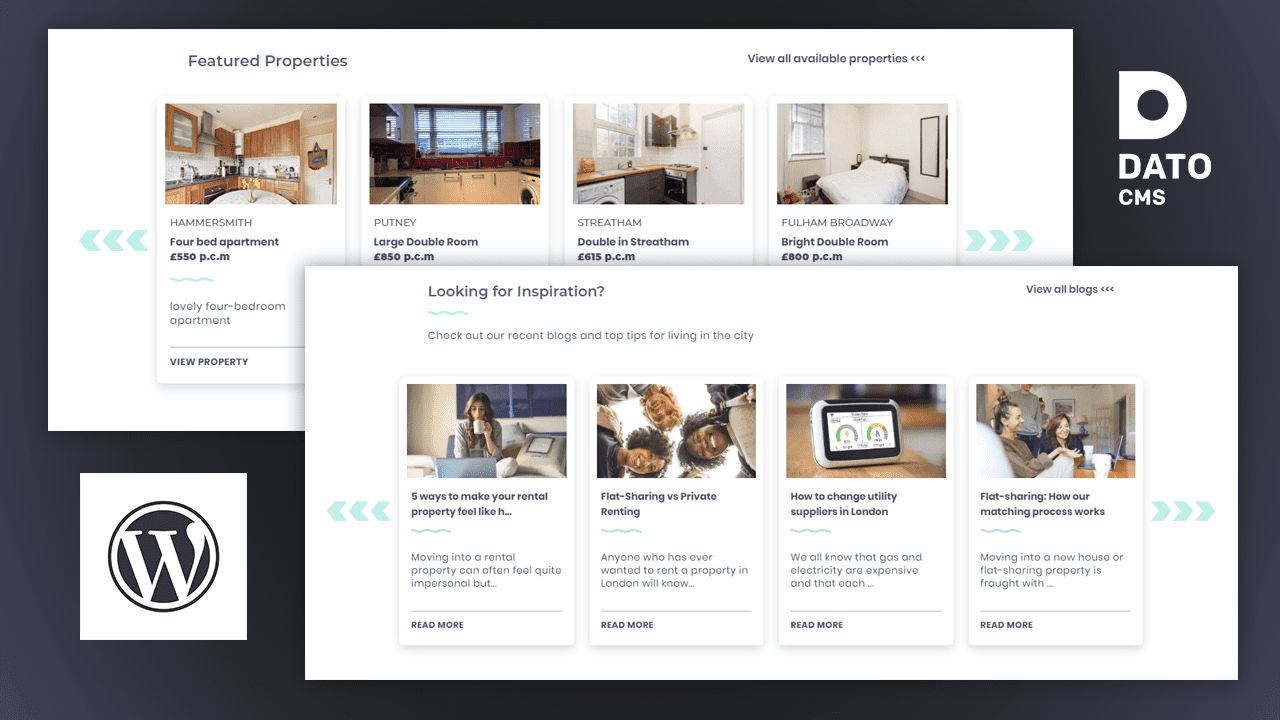 Featured Properties
View all available properties <<<
HAMMERSMITH
Four bed apartment
£550 p.c.m
lovely four-bedroom
apartment
VIEW PROPERTY
PUTNEY
Large Double Room
£850 p.c.m
STREATHAM
Double in Streatham
£615 p.c.m
FULHAM BROADWAY
Bright Double Room
£800 p.c.m
DATO
CMS
Looking for Inspiration?
View all blogs <<<
Check out our recent blogs and top tips for living in the city
5 ways to make your rental
property feel like h...
Moving into a rental
property can often feel quite
impersonal but...
READ MORE
Flat-Sharing vs Private
Renting
Anyone who has ever
wanted to rent a property in
London will know...
READ MORE
How to change utility
suppliers in London
We all know that gas and
electricity are expensive
and that each ...
READ MORE
Flat-sharing: How our
matching process works
Moving into a new house or
flat-sharing property is
fraught with ...
READ MORE
W